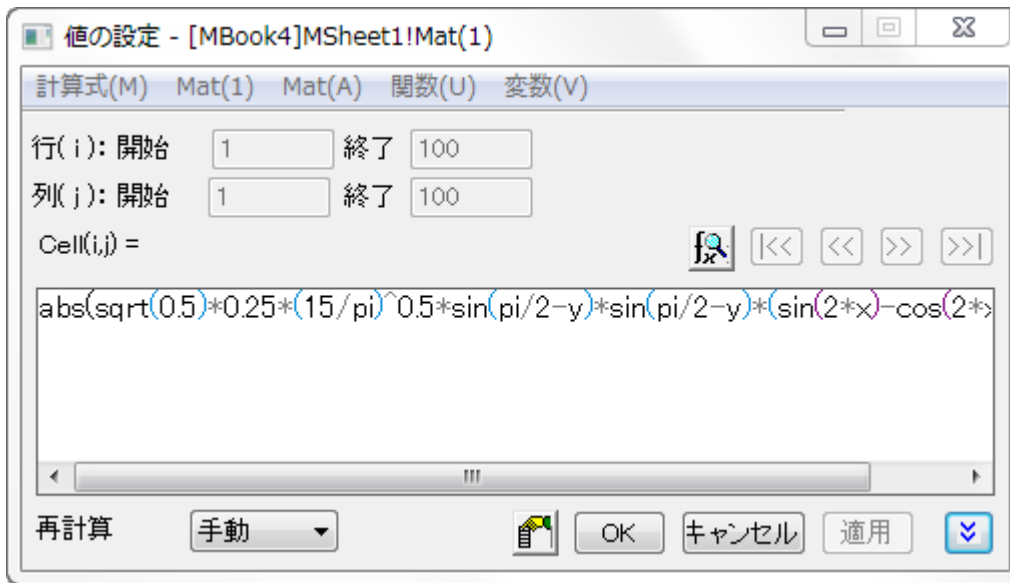 値の設定 - [MBook4]MSheet1!Mat(1)
計算式(M) Mat(1) Mat(A) 関数(U) 変数(V)
行(i): 開始 1 終了 100
列(j): 開始 1 終了 100
Cell(i,j) = |<< << >> >>|
abs(sqrt(0.5)*0.25*(15/pi)^0.5*sin(pi/2-y)*sin(pi/2-y)*(sin(2*x)-cos(2*x
再計算 手動 OK キャンセル 適用